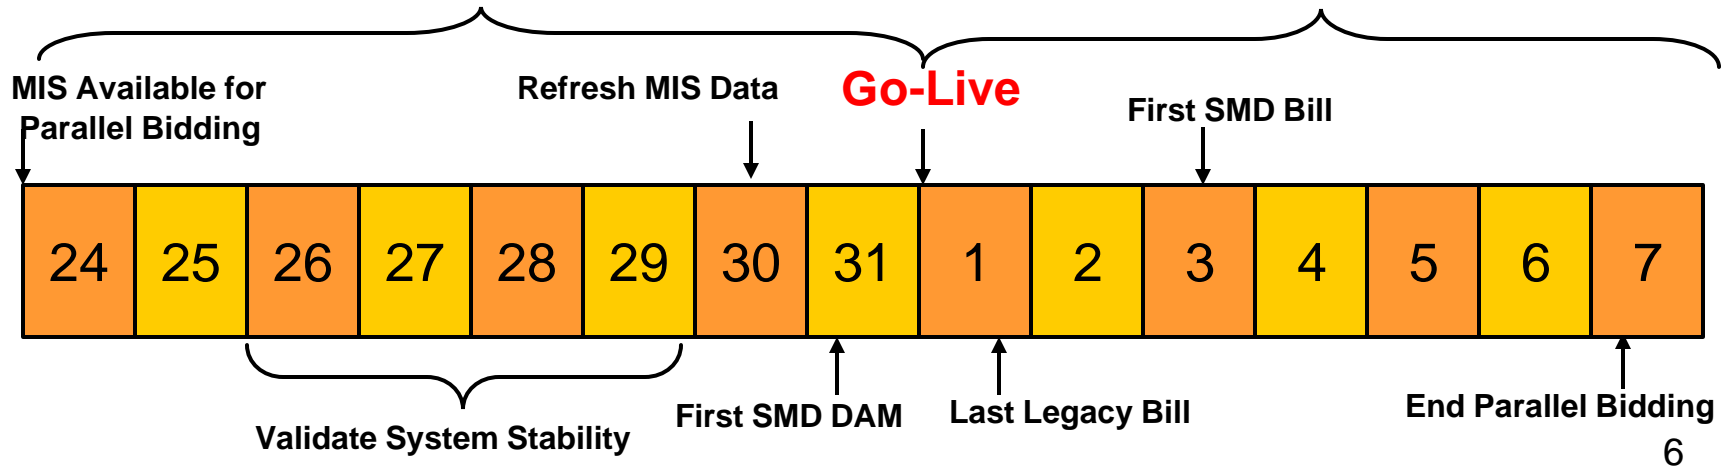 MIS Available for
Parallel Bidding
Refresh MIS Data
Go-Live
First SMD Bill
24 25 26 27 28 29 30 31 1 2 3 4 5 6 7
Validate System Stability
First SMD DAM
Last Legacy Bill
End Parallel Bidding
6